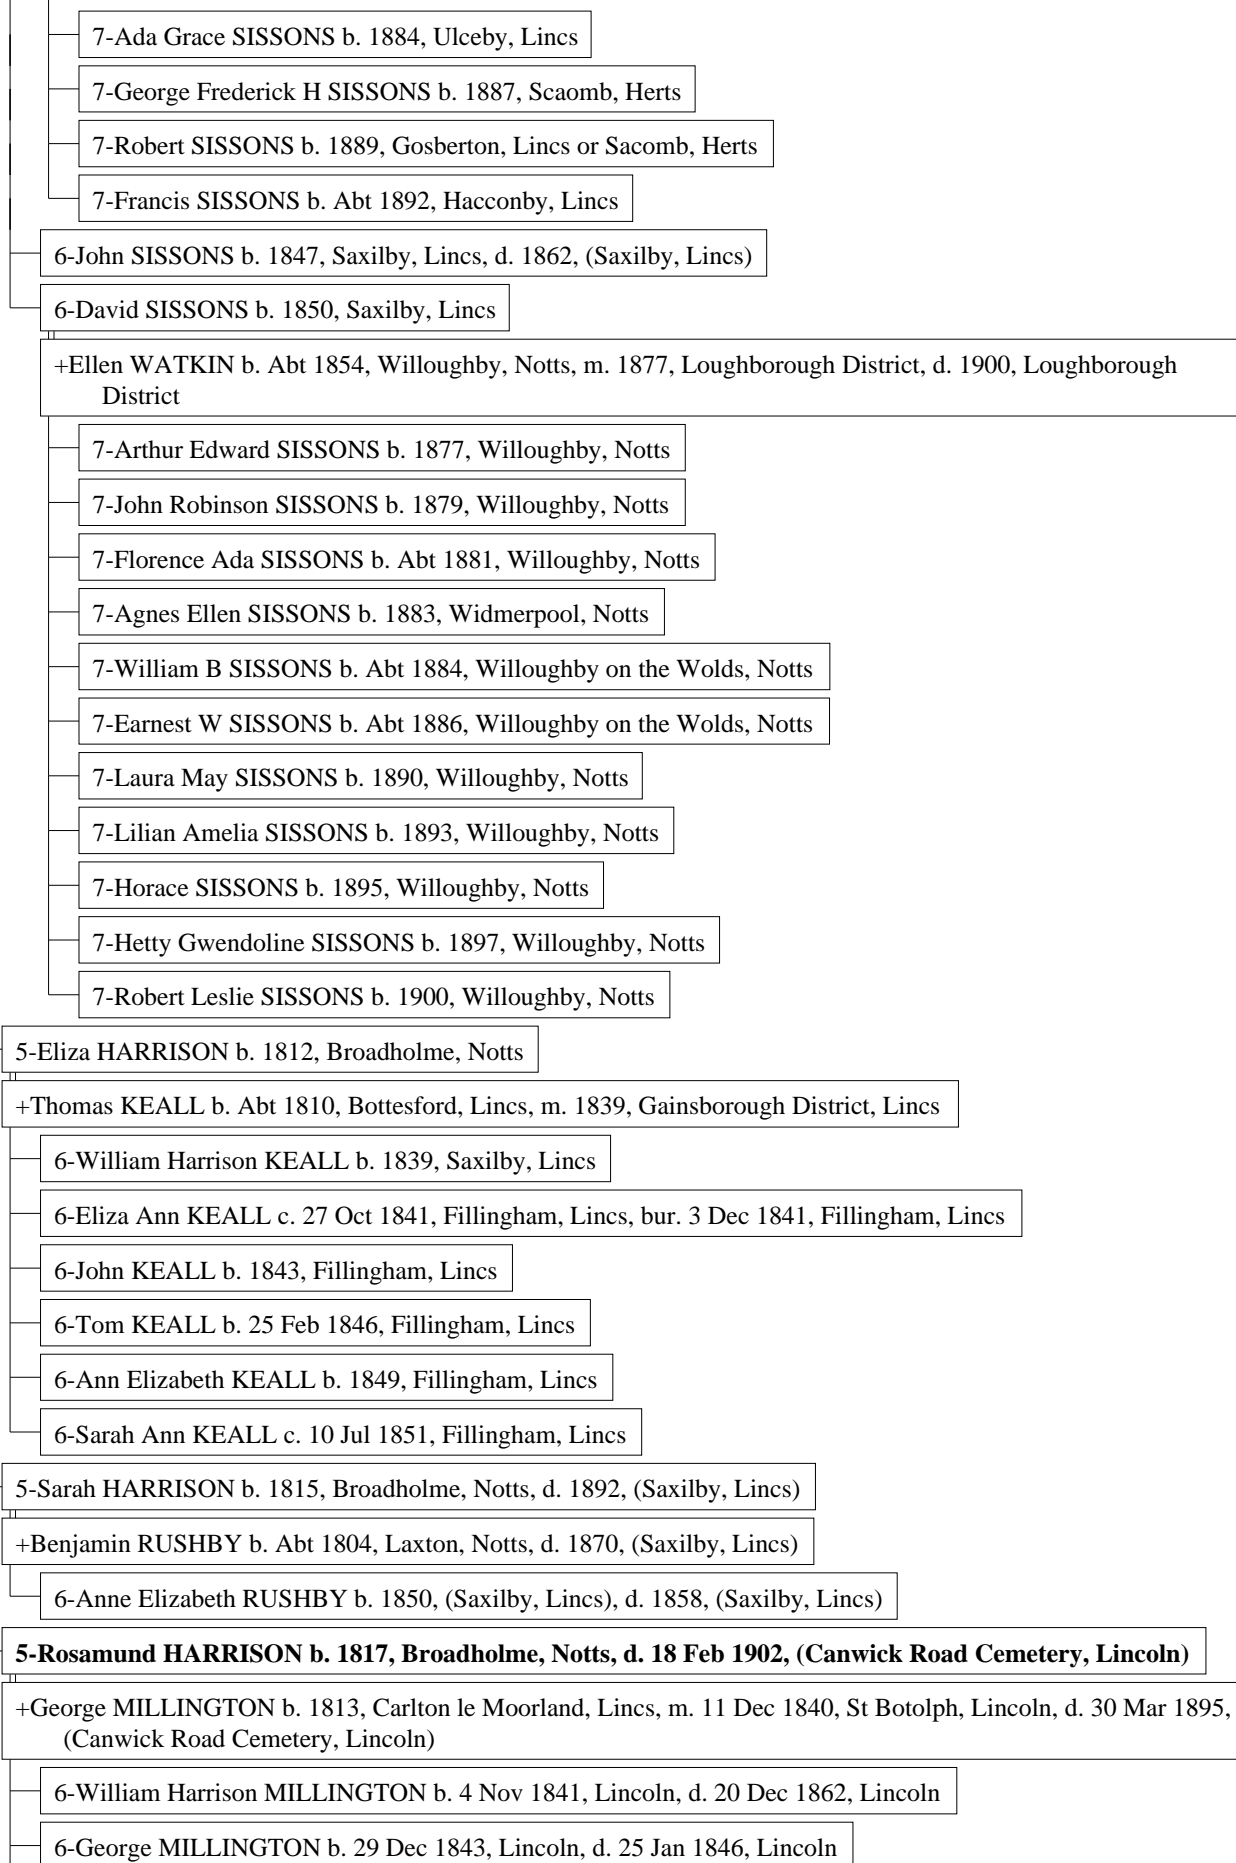 7-Ada Grace SISSONS b. 1884, Ulceby, Lincs
7-George Frederick H SISSONS b. 1887, Scaomb, Herts
7-Robert SISSONS b. 1889, Gosberton, Lincs or Sacomb, Herts
7-Francis SISSONS b. Abt 1892, Hacconby, Lincs
6-John SISSONS b. 1847, Saxilby, Lincs, d. 1862, (Saxilby, Lincs)
6-David SISSONS b. 1850, Saxilby, Lincs
+Ellen WATKIN b. Abt 1854, Willoughby, Notts, m. 1877, Loughborough District, d. 1900, Loughborough
District
7-Arthur Edward SISSONS b. 1877, Willoughby, Notts
7-John Robinson SISSONS b. 1879, Willoughby, Notts
7-Florence Ada SISSONS b. Abt 1881, Willoughby, Notts
7-Agnes Ellen SISSONS b. 1883, Widmerpool, Notts
7-William B SISSONS b. Abt 1884, Willoughby on the Wolds, Notts
7-Earnest W SISSONS b. Abt 1886, Willoughby on the Wolds, Notts
7-Laura May SISSONS b. 1890, Willoughby, Notts
7-Lilian Amelia SISSONS b. 1893, Willoughby, Notts
7-Horace SISSONS b. 1895, Willoughby, Notts
7-Hetty Gwendoline SISSONS b. 1897, Willoughby, Notts
7-Robert Leslie SISSONS b. 1900, Willoughby, Notts
5-Eliza HARRISON b. 1812, Broadholme, Notts
+Thomas KEALL b. Abt 1810, Bottesford, Lincs, m. 1839, Gainsborough District, Lincs
6-William Harrison KEALL b. 1839, Saxilby, Lincs
6-Eliza Ann KEALL c. 27 Oct 1841, Fillingham, Lincs, bur. 3 Dec 1841, Fillingham, Lincs
6-John KEALL b. 1843, Fillingham, Lincs
6-Tom KEALL b. 25 Feb 1846, Fillingham, Lincs
6-Ann Elizabeth KEALL b. 1849, Fillingham, Lincs
6-Sarah Ann KEALL c. 10 Jul 1851, Fillingham, Lincs
5-Sarah HARRISON b. 1815, Broadholme, Notts, d. 1892, (Saxilby, Lincs)
+Benjamin RUSHBY b. Abt 1804, Laxton, Notts, d. 1870, (Saxilby, Lincs)
6-Anne Elizabeth RUSHBY b. 1850, (Saxilby, Lincs), d. 1858, (Saxilby, Lincs)
5-Rosamund HARRISON b. 1817, Broadholme, Notts, d. 18 Feb 1902, (Canwick Road Cemetery, Lincoln)
+George MILLINGTON b. 1813, Carlton le Moorland, Lincs, m. 11 Dec 1840, St Botolph, Lincoln, d. 30 Mar 1895,
(Canwick Road Cemetery, Lincoln)
6-William Harrison MILLINGTON b. 4 Nov 1841, Lincoln, d. 20 Dec 1862, Lincoln
6-George MILLINGTON b. 29 Dec 1843, Lincoln, d. 25 Jan 1846, Lincoln